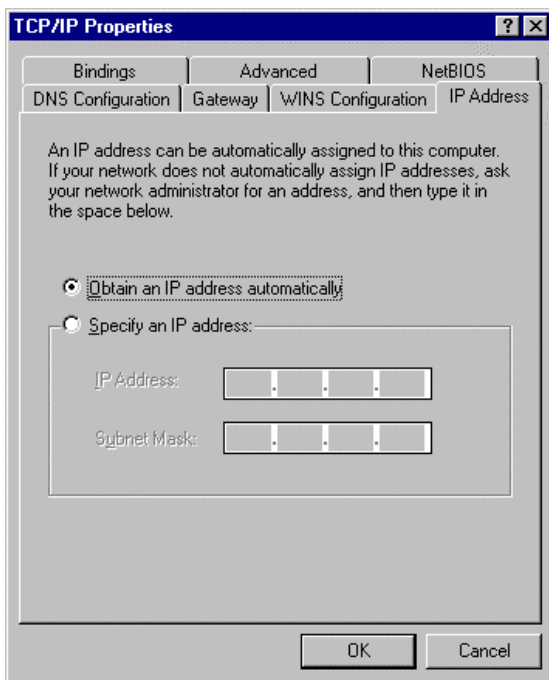 TCP/IP Properties
Bindings Advanced NetBIOS
DNS Configuration Gateway WINS Configuration IP Address
An IP address can be automatically assigned to this computer.
If your network does not automatically assign IP addresses, ask
your network administrator for an address, and then type it in
the space below.
Obtain an IP address automatically
Specify an IP address:
IP Address:
. . .
Subnet Mask:
. . .
OK Cancel